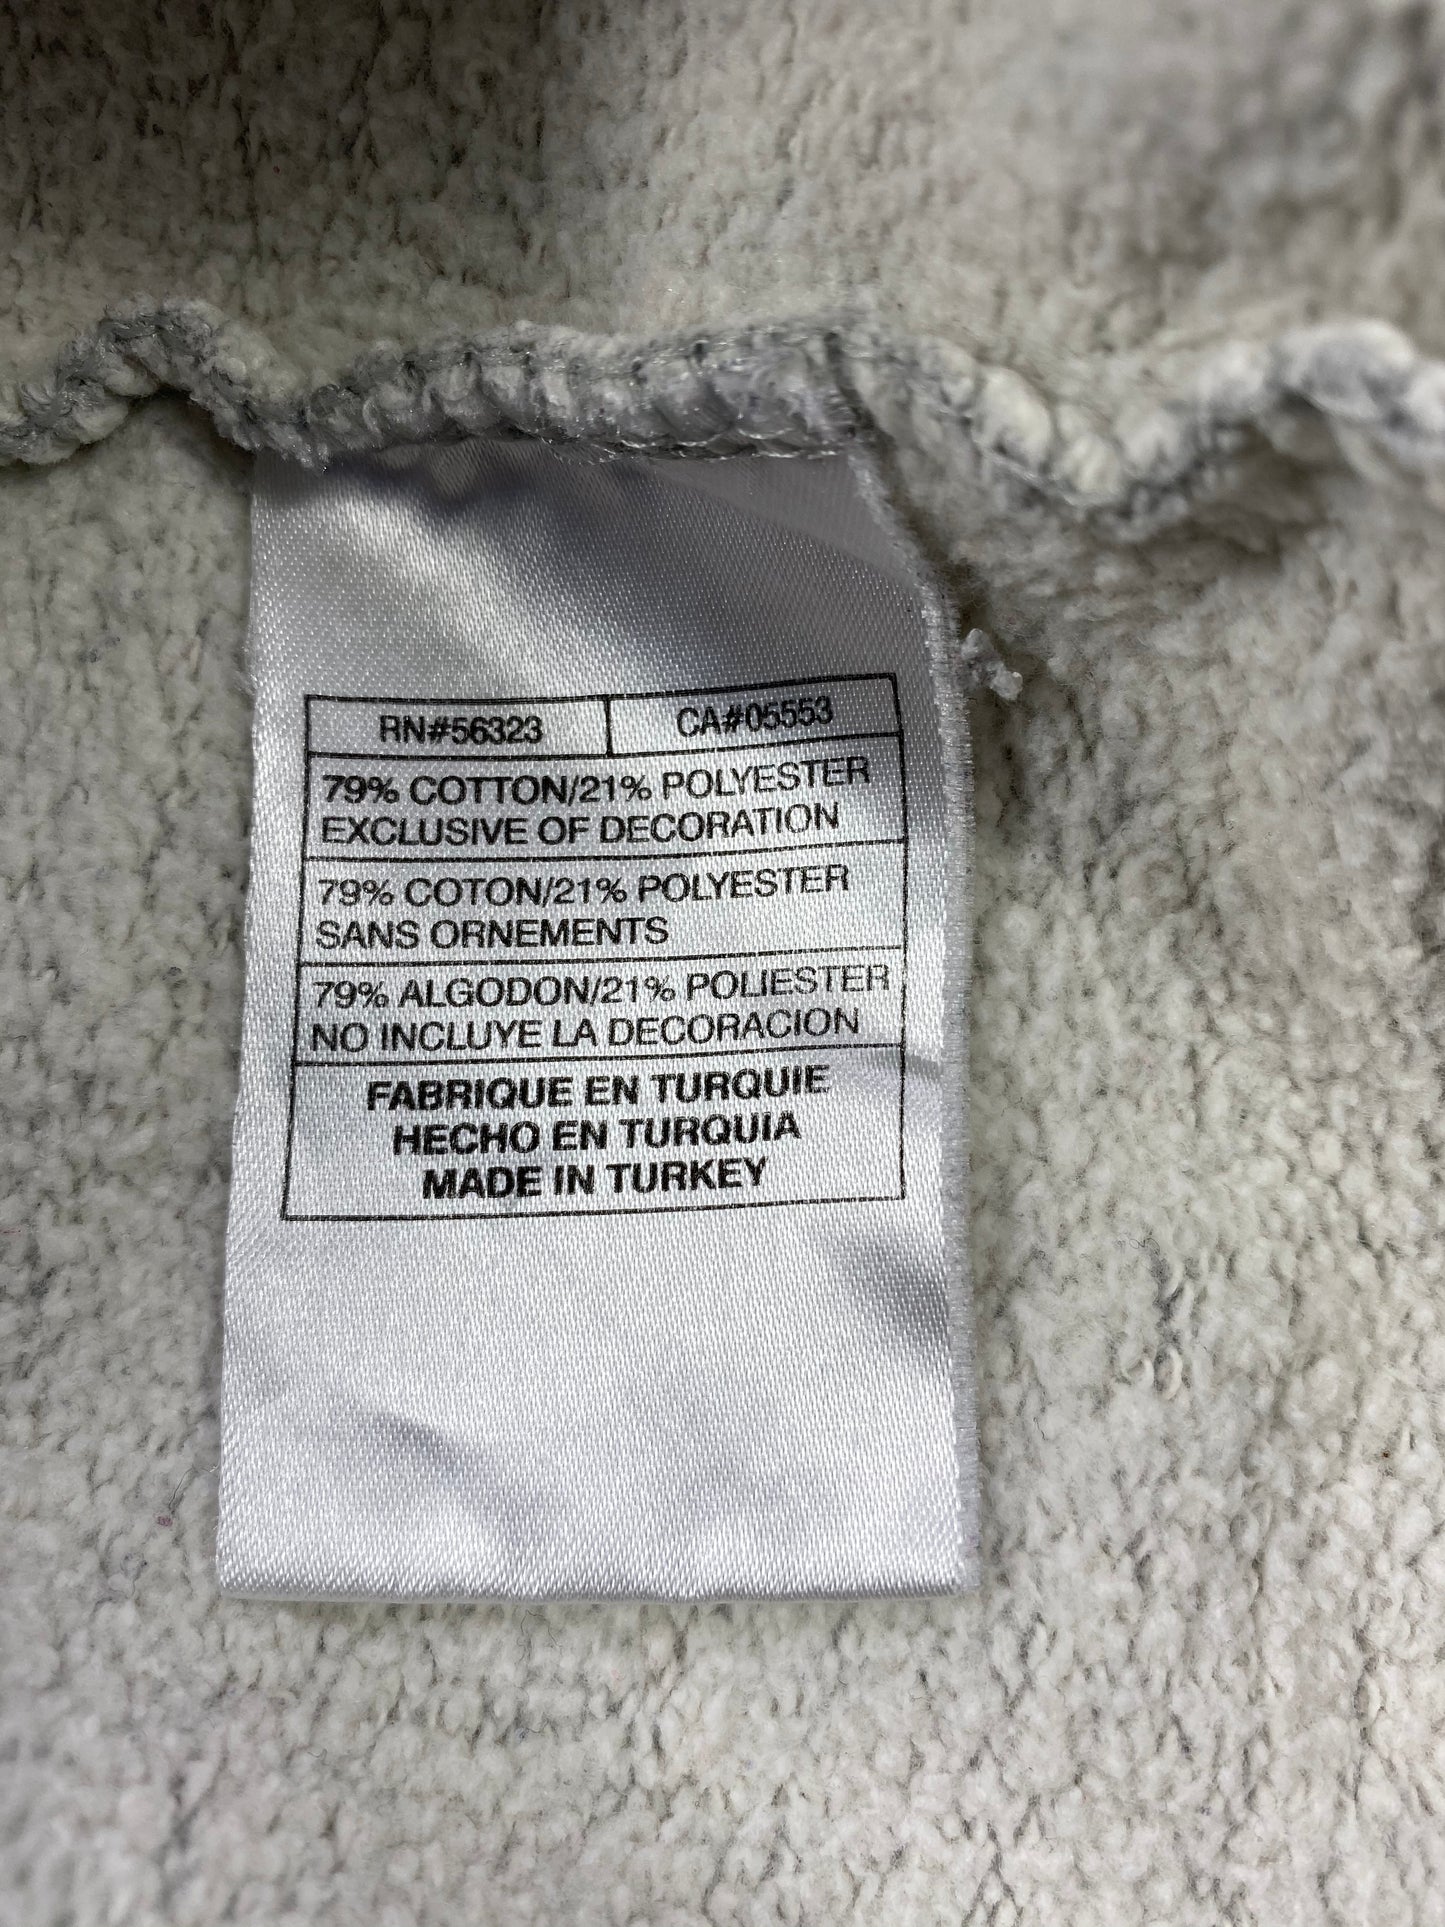 RN#56323 CA#05553
79% COTTON/21% POLYESTER
EXCLUSIVE OF DECORATION
79% COTON/21% POLYESTER
SANS ORNEMENTS
79% ALGODON/21% POLIESTER
NO INCLUYE LA DECORACION
FABRIQUE EN TURQUIE
HECHO EN TURQUIA
MADE IN TURKEY